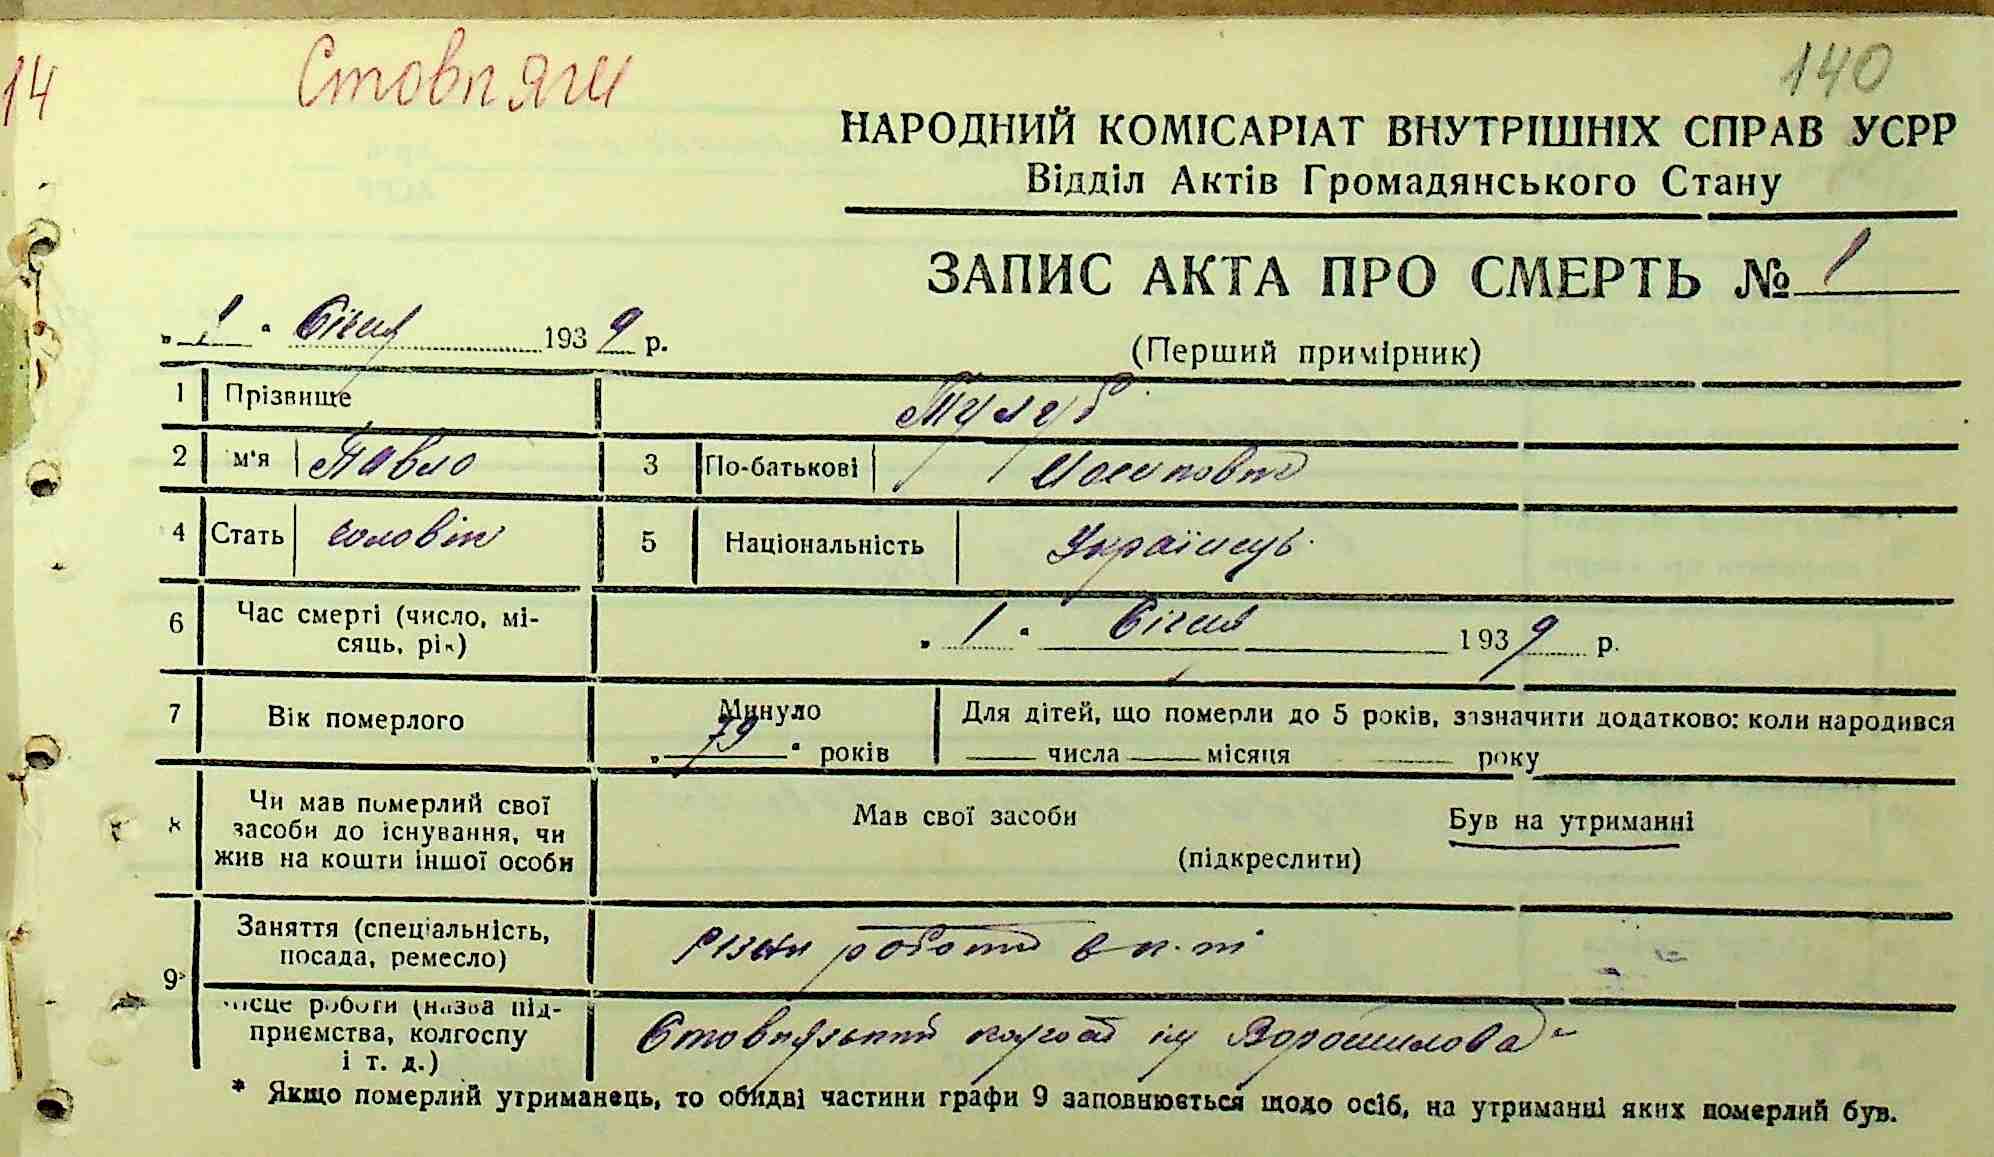 14 Стовпяги 140
НАРОДНИЙ КОМІСАРІАТ ВНУТРІШНІХ СПРАВ УСРР
Відділ Актів Громадянського Стану
ЗАПИС АКТА ПРО СМЕРТЬ № 1
„ 1 “ Січня 1939 р.
(Перший примірник)
1 Прізвище Тулуб
2 м'я Павло 3 По-батькові Йосипович
4 Стать чоловік 5 Національність Українець
6 Час смерті (число, мі-
сяць, рік) „ 1 “ Січня 1939 р.
7 Вік померлого Минуло Для дітей, що померли до 5 років, зазначити додатково: коли народився
„ 79 “ років числа місяця року
8 Чи мав померлий свої
засоби до існування, чи
жив на кошти іншої особи
Мав свої засоби Був на утриманні
(підкреслити)
9* Заняття (спеціальність,
посада, ремесло) різни роботи в к-ті
Місце роботи (назва під-
приємства, колгоспу
і т. д.) Стовпязький колгосп ім Ворошилова
* Якщо померлий утриманець, то обидві частини графи 9 заповнюється щодо осіб, на утриманні яких померлий був.